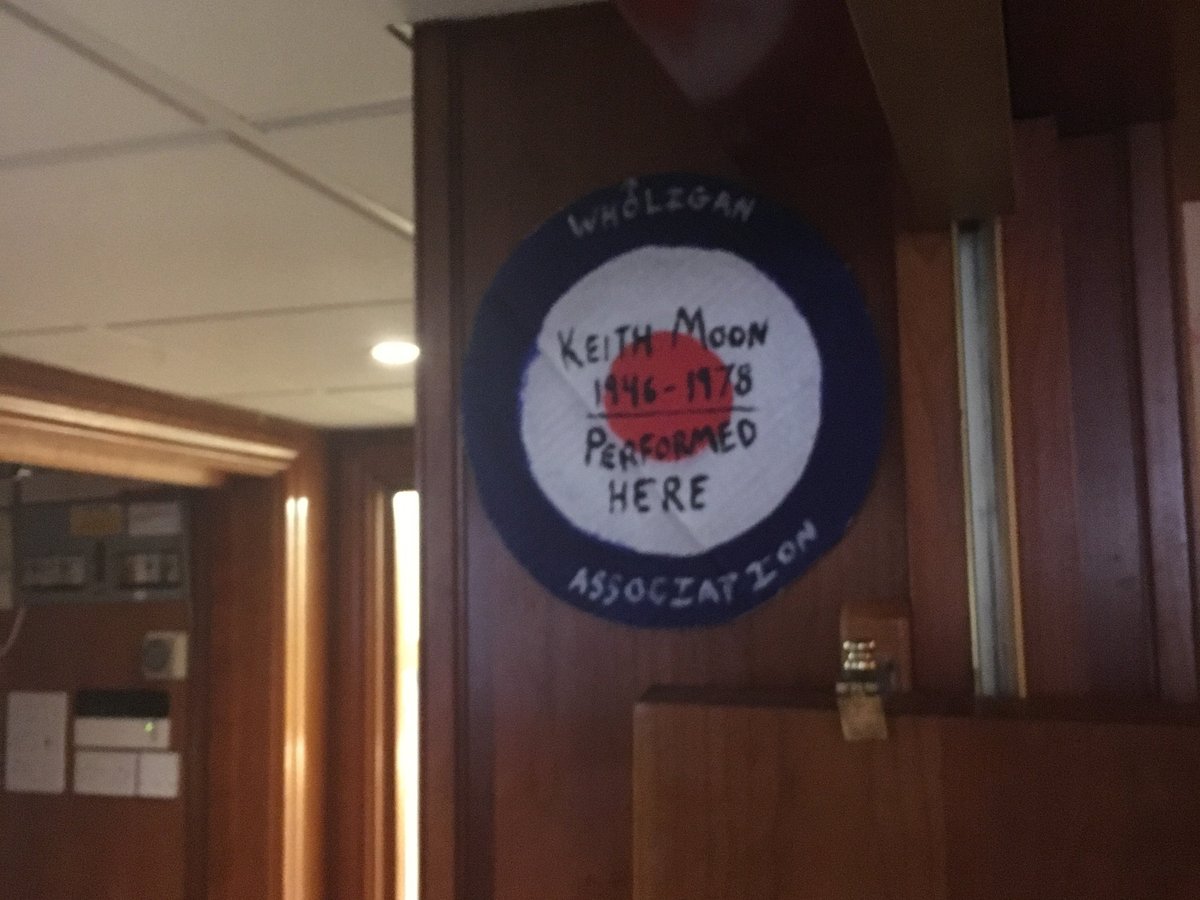 WHOLIGAN
KEITH MOON
1946-1978
PERFORMED
HERE
ASSOCIATION